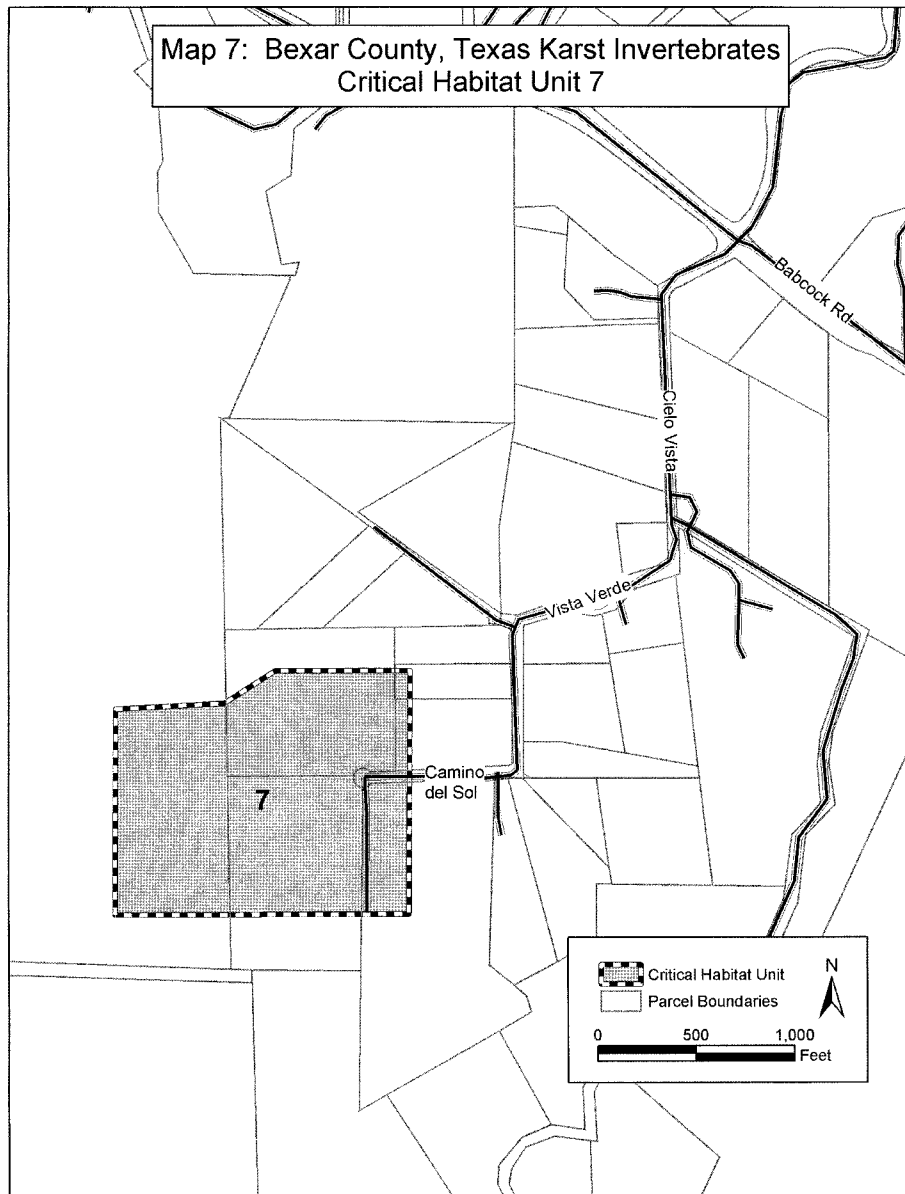 Map 7: Bexar County, Texas Karst Invertebrates
Critical Habitat Unit 7
Babcock Rd
Cielo Vista
Vista Verde
Camino
del Sol
7
Critical Habitat Unit
Parcel Boundaries
N
0 500 1,000
Feet